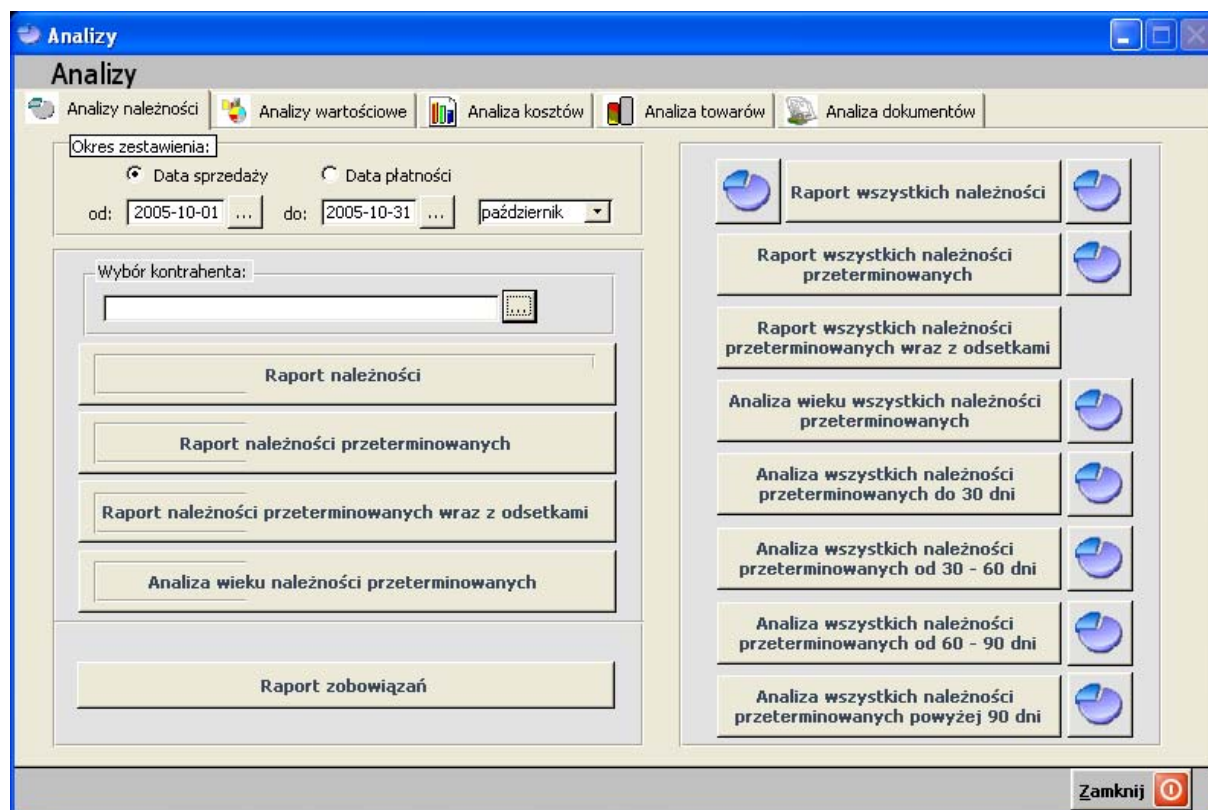 Analizy
Analizy
Analizy należności
Analizy wartościowe
Analiza kosztów
Analiza towarów
Analiza dokumentów
Okres zestawienia:
Data sprzedaży
Data płatności
od: 2005-10-01 ... do: 2005-10-31 ... październik
Wybór kontrahenta:
...
Raport należności
Raport należności przeterminowanych
Raport należności przeterminowanych wraz z odsetkami
Analiza wieku należności przeterminowanych
Raport zobowiązań
Raport wszystkich należności
Raport wszystkich należności
przeterminowanych
Raport wszystkich należności
przeterminowanych wraz z odsetkami
Analiza wieku wszystkich należności
przeterminowanych
Analiza wszystkich należności
przeterminowanych do 30 dni
Analiza wszystkich należności
przeterminowanych od 30 - 60 dni
Analiza wszystkich należności
przeterminowanych od 60 - 90 dni
Analiza wszystkich należności
przeterminowanych powyżej 90 dni
Zamknij